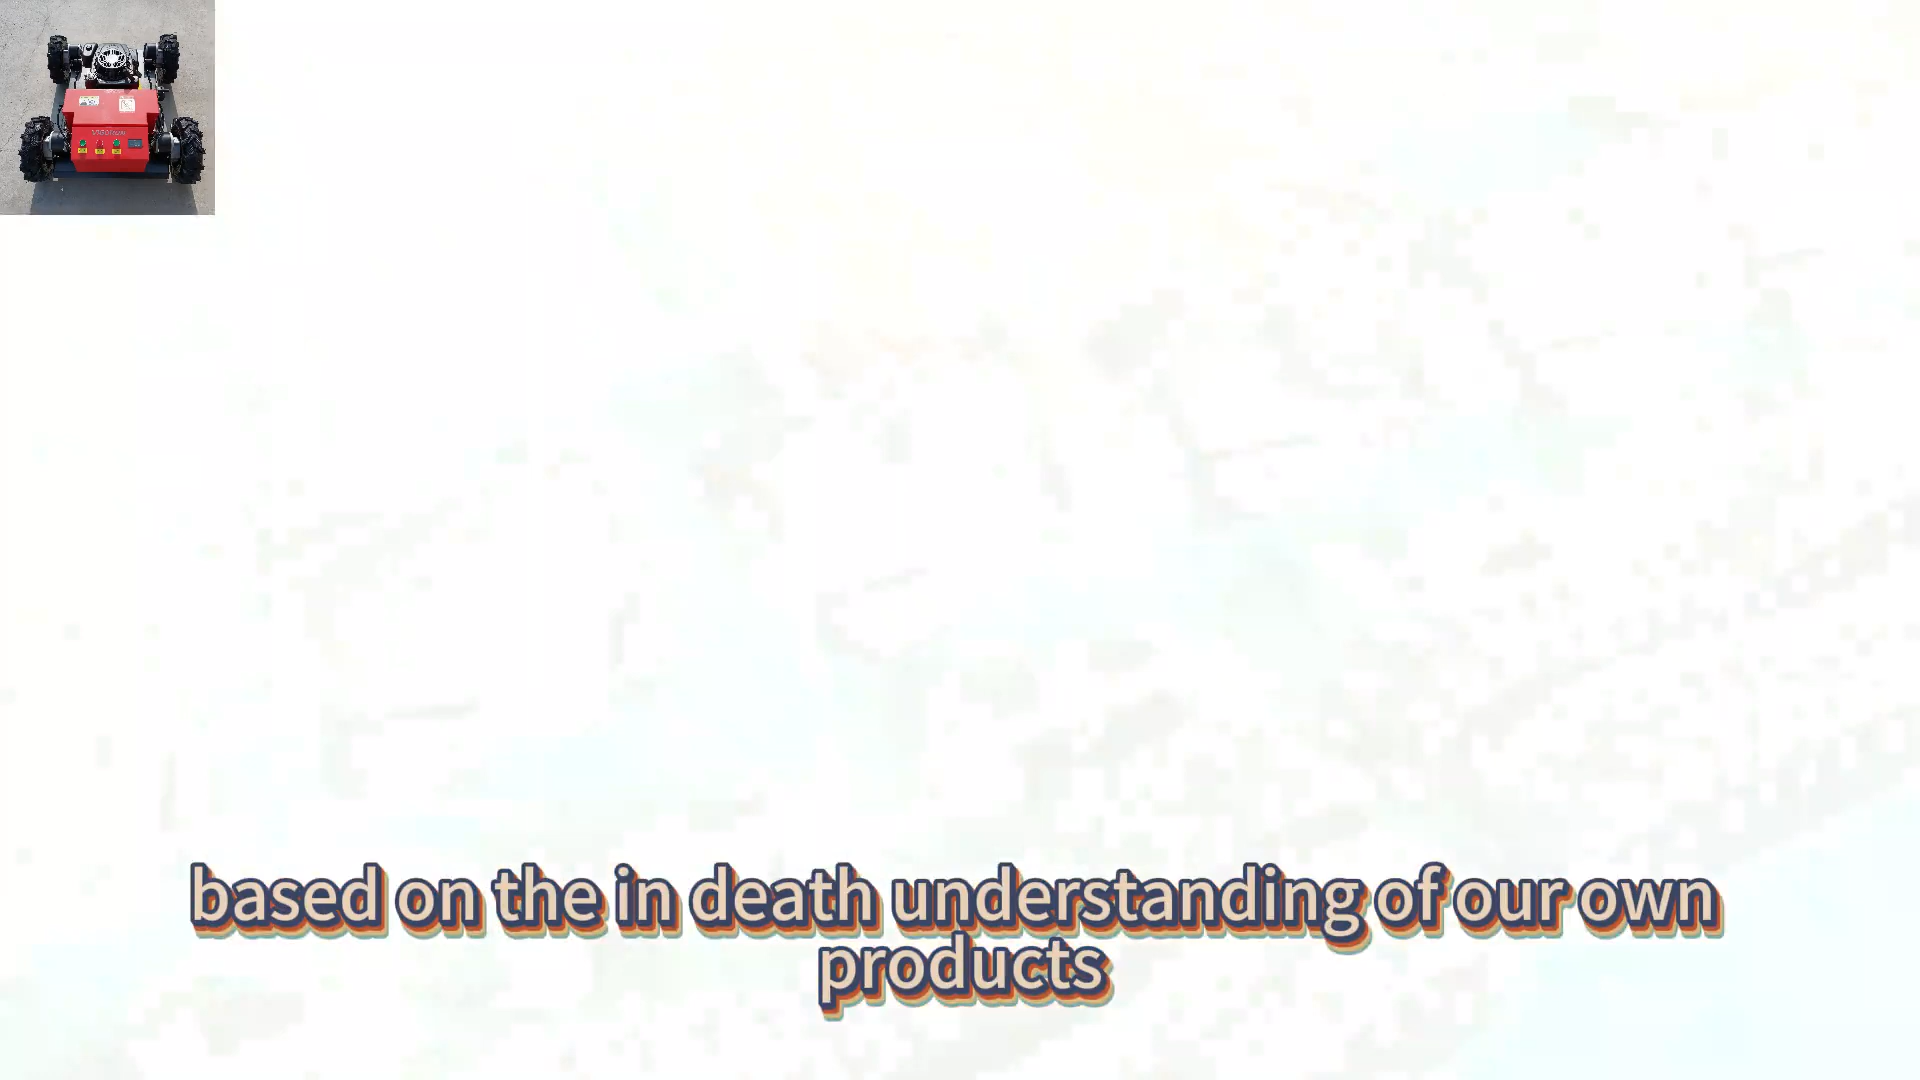 based on the in death understanding of our own
products